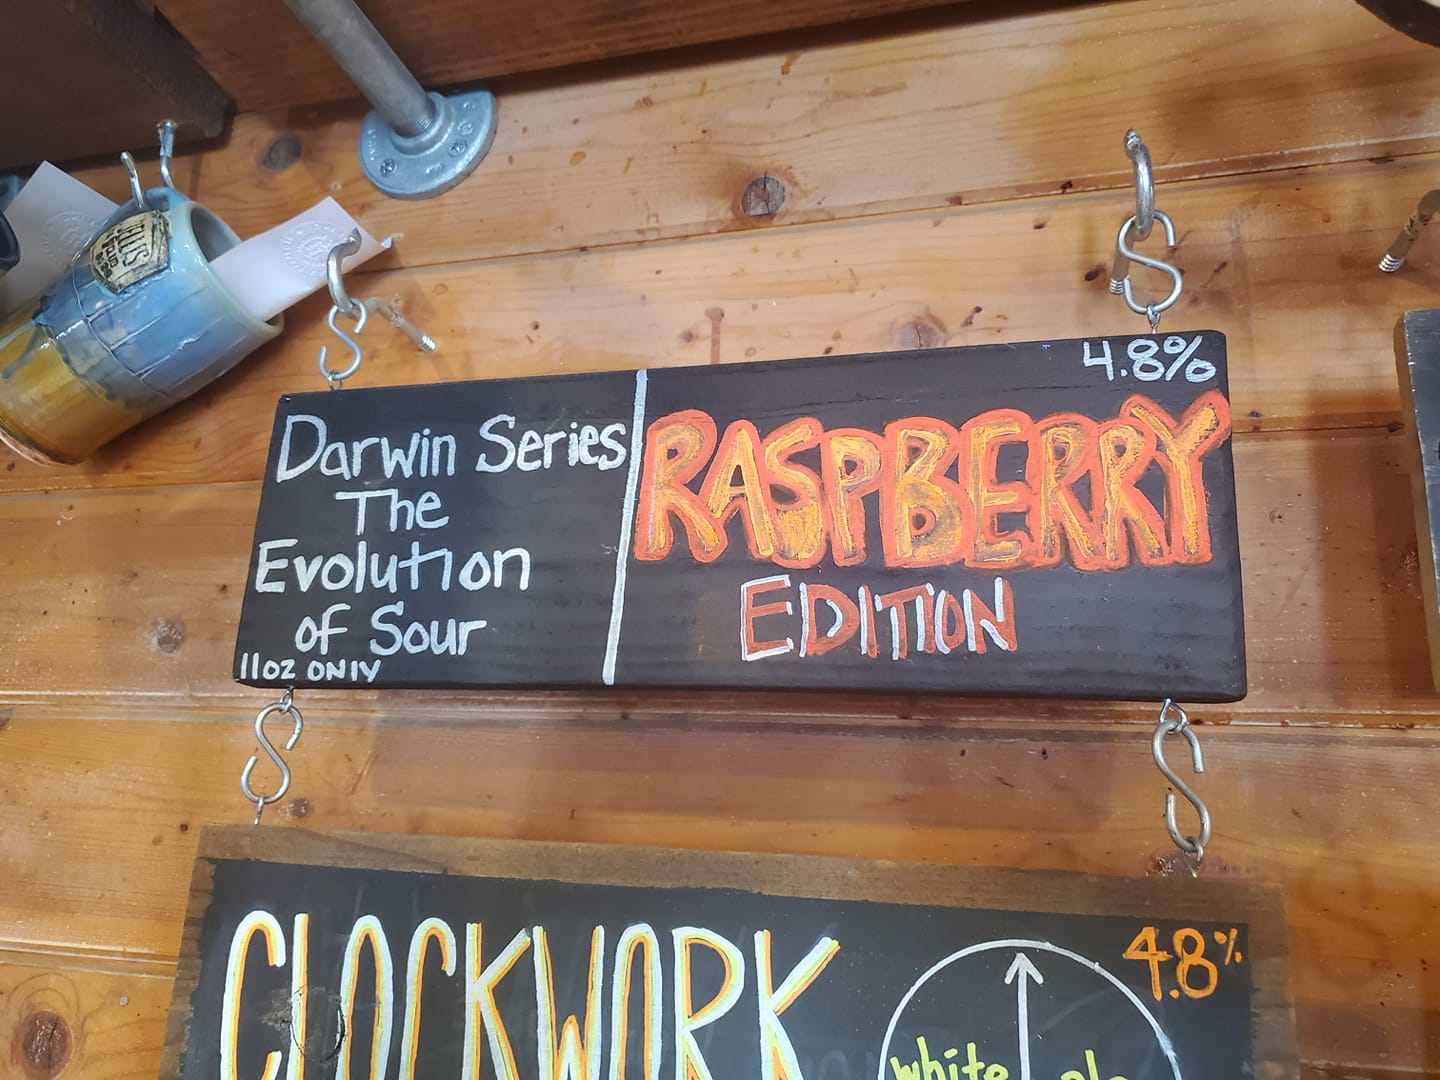 Darwin Series
The
Evolution
of Sour
11oz ONLY
4.8%
RASPBERRY
EDITION
CLOCKWORK
4.8%
white